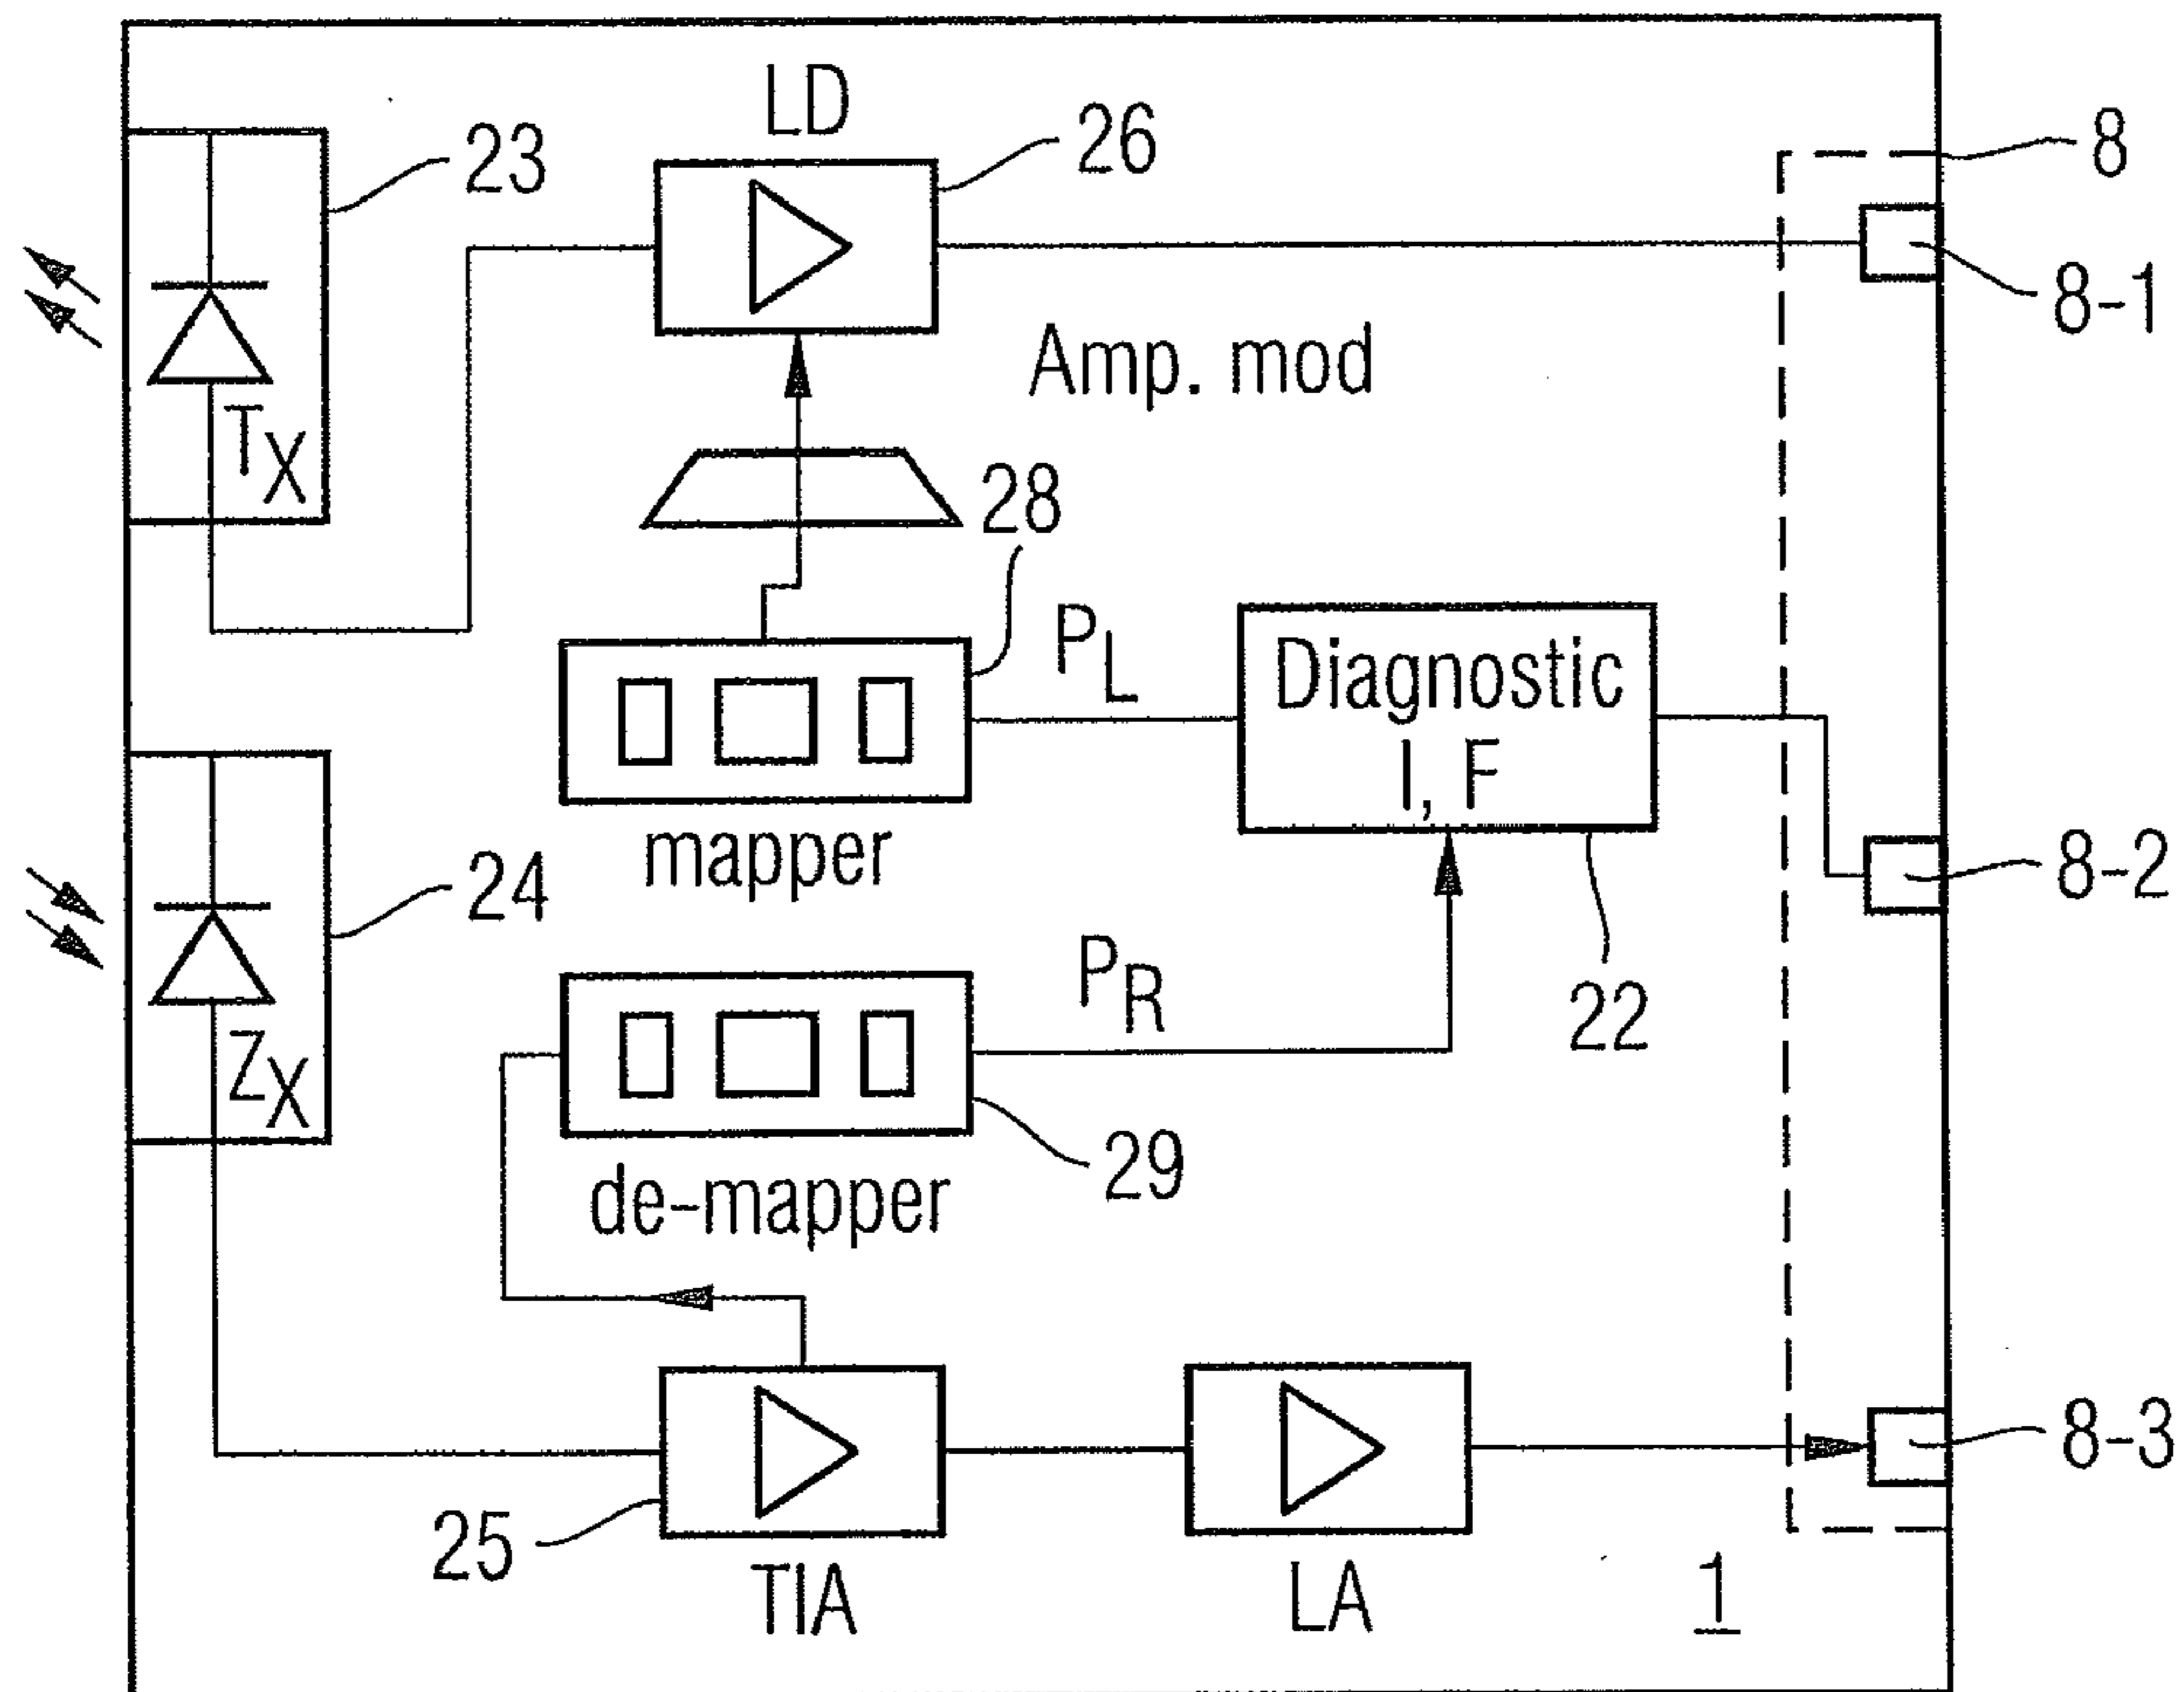 LD
23
26
8
8-1
Amp. mod
TX
28
PL
Diagnostic
I, F
mapper
24
8-2
PR
22
ZX
29
de-mapper
8-3
25
TIA
LA
1